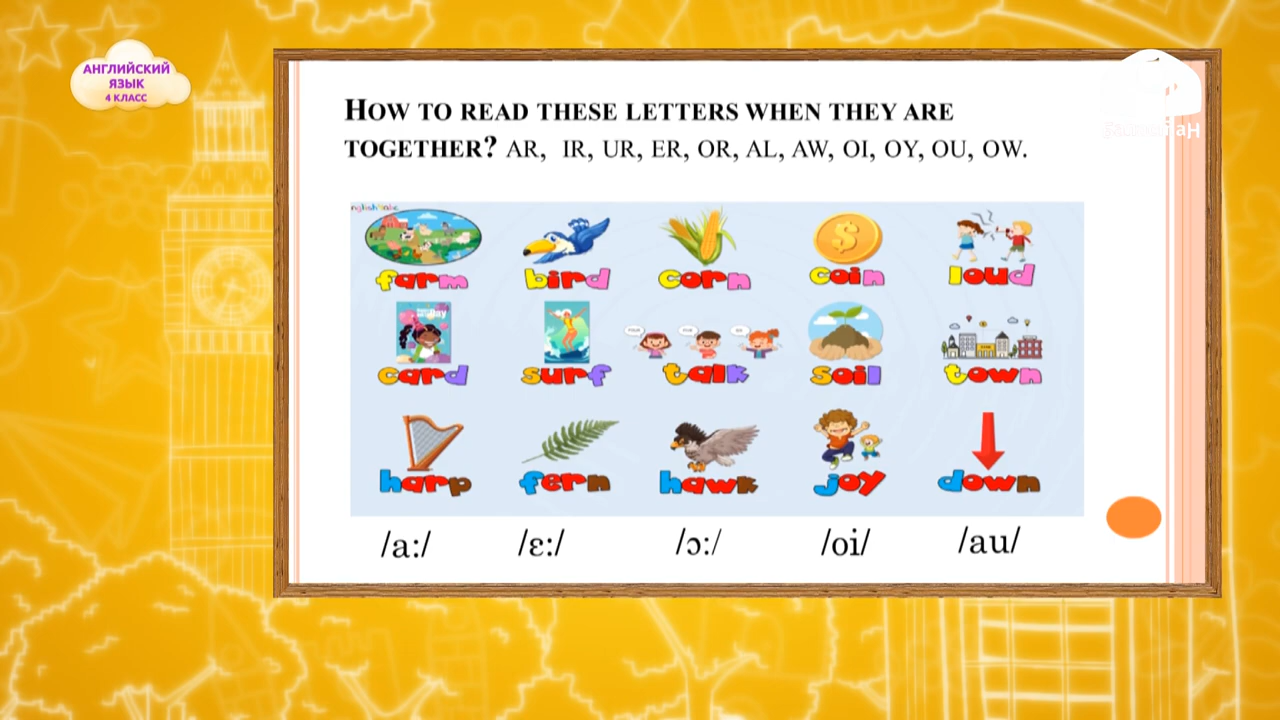 АНГЛИЙСКИЙ
ЯЗЫК
4 КЛАСС
HOW TO READ THESE LETTERS WHEN THEY ARE
TOGETHER? AR, IR, UR, ER, OR, AL, AW, OI, OY, OU, OW.
farm bird corn coin loud
card surf talk soil town
harp fern hawk joy down
/a:/ /ɛ:/ /ɔ:/ /oi/ /au/